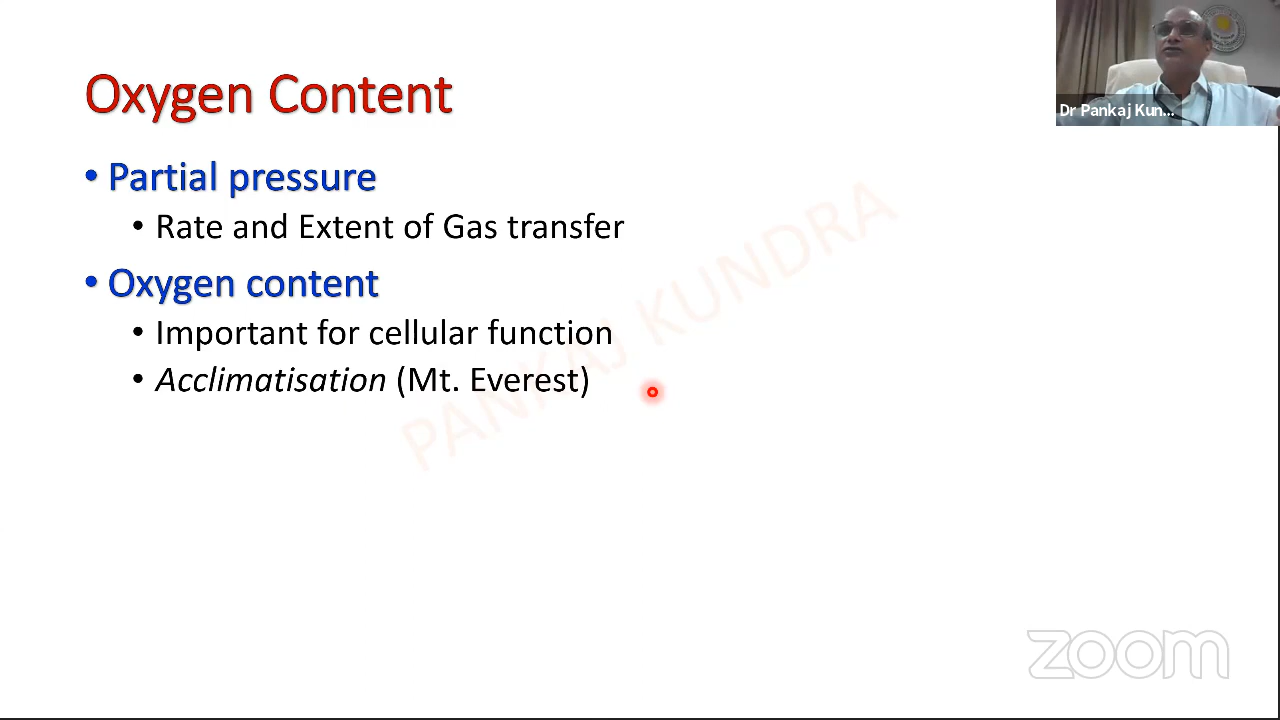 Oxygen Content
• Partial pressure
• Rate and Extent of Gas transfer
• Oxygen content
• Important for cellular function
• Acclimatisation (Mt. Everest)
PANKAJ KUNDRA
Dr Pankaj Kun...
zoom